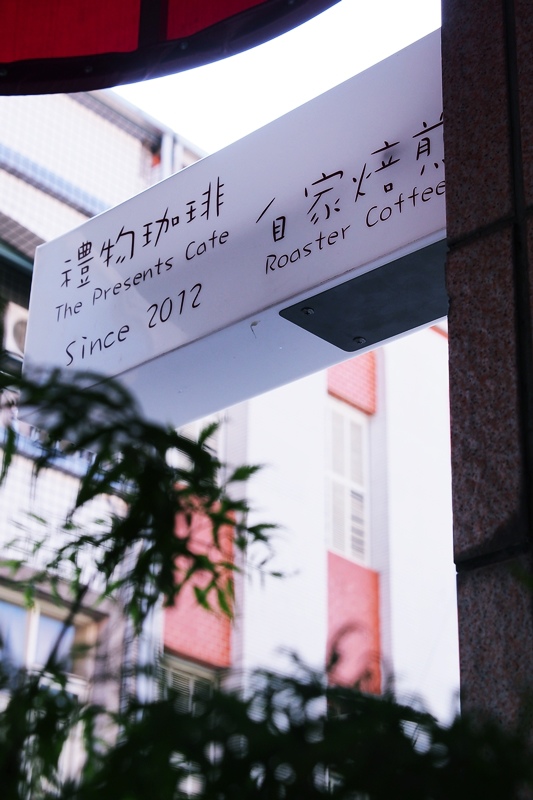 禮物珈琲 自家焙煎
The Presents Cafe Roaster Coffee
Since 2012